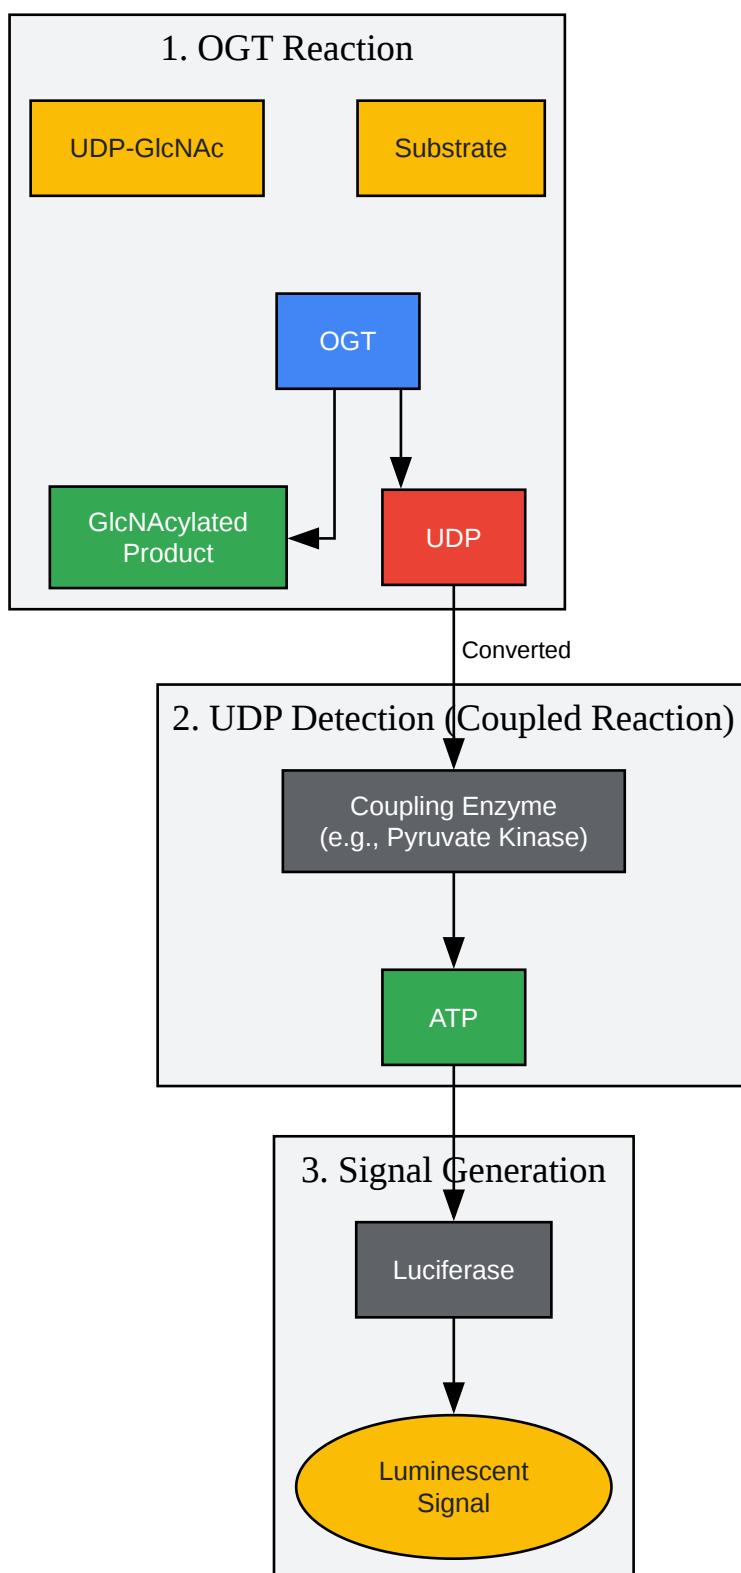 1. OGT Reaction
UDP-GlcNAc
Substrate
OGT
GlcNAcylated
Product
UDP
Converted
2. UDP Detection (Coupled Reaction)
Coupling Enzyme
(e.g., Pyruvate Kinase)
ATP
3. Signal Generation
Luciferase
Luminescent
Signal